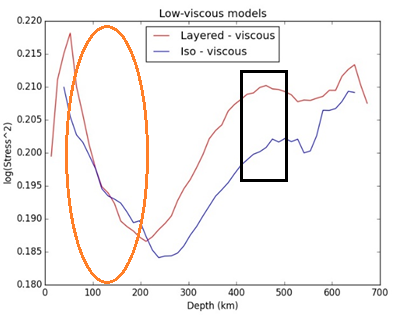 Low-viscous models
Layered - viscous
Iso - viscous
log(Stress^2)
0.220
0.215
0.210
0.205
0.200
0.195
0.190
0.185
0.180
0 100 200 300 400 500 600 700
Depth (km)